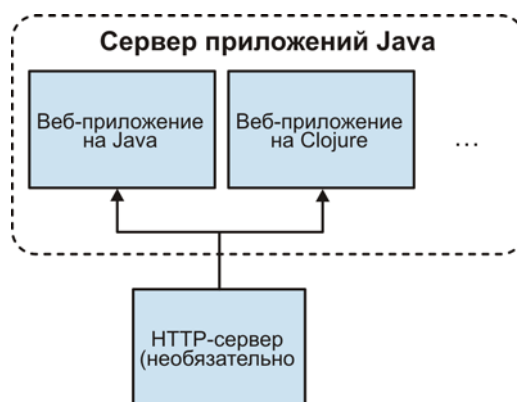 Сервер приложений Java
Веб-приложение
на Java
Веб-приложение
на Clojure
...
HTTP-сервер
(необязательно